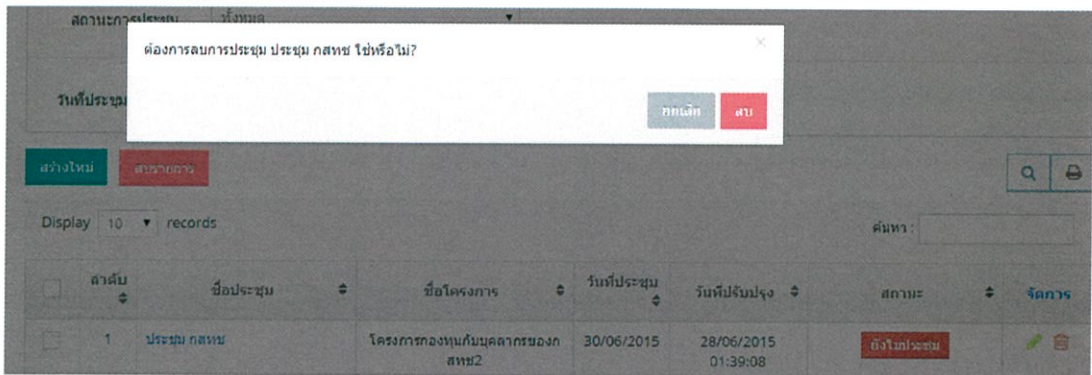 สถานะการประชุม ทั้งหมด
ต้องการลบการประชุม ประชุม กสทช ใช่หรือไม่?
วันที่ประชุม
ยกเลิก ลบ
สร้างใหม่ ลบรายการ
Display 10 records
ค้นหา :
ลำดับ ชื่อประชุม ชื่อโครงการ วันที่ประชุม วันที่ปรับปรุง สถานะ จัดการ
1 ประชุม กสทช โครงการกองทุนกับบุคลากรของก 30/06/2015 28/06/2015 ยังไม่ประชุม
สทช2 01:39:08